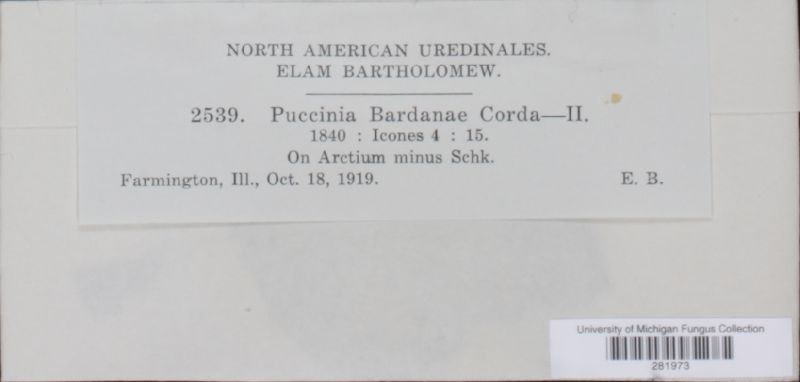 NORTH AMERICAN UREDINALES.
ELAM BARTHOLOMEW.
2539. Puccinia Bardanae Corda—II.
1840 : Icones 4 : 15.
On Arctium minus Schk.
Farmington, Ill., Oct. 18, 1919. E. B.
University of Michigan Fungus Collection
281973